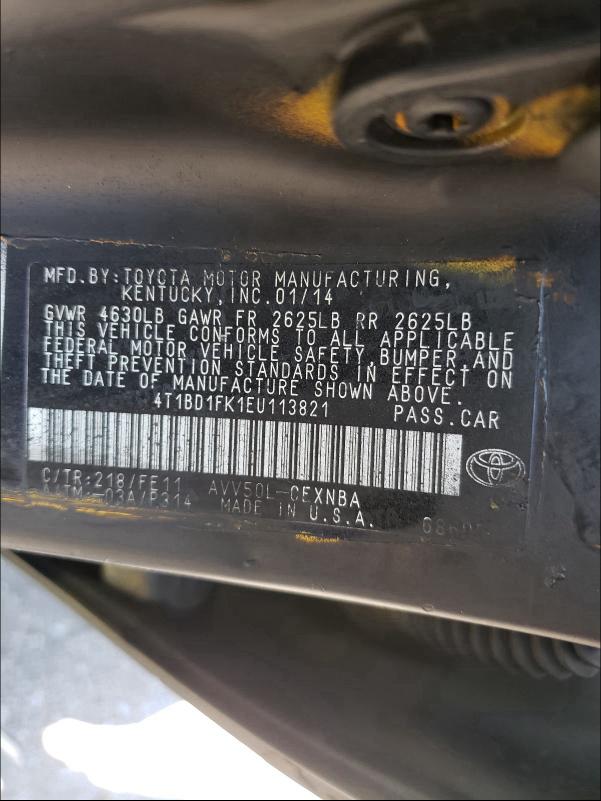 MFD.BY:TOYOTA MOTOR MANUFACTURING,
KENTUCKY, INC. 01/14
GVWR 4630LB GAWR FR 2625LB RR 2625LB
THIS VEHICLE CONFORMS TO ALL APPLICABLE
FEDERAL MOTOR VEHICLE SAFETY, BUMPER, AND
THEFT PREVENTION STANDARDS IN EFFECT ON
THE DATE OF MANUFACTURE SHOWN ABOVE.
4T1BD1FK1EU113821 PASS.CAR
C/TR:218/FE11 AVV50L-CEXNBA
MADE IN U.S.A.